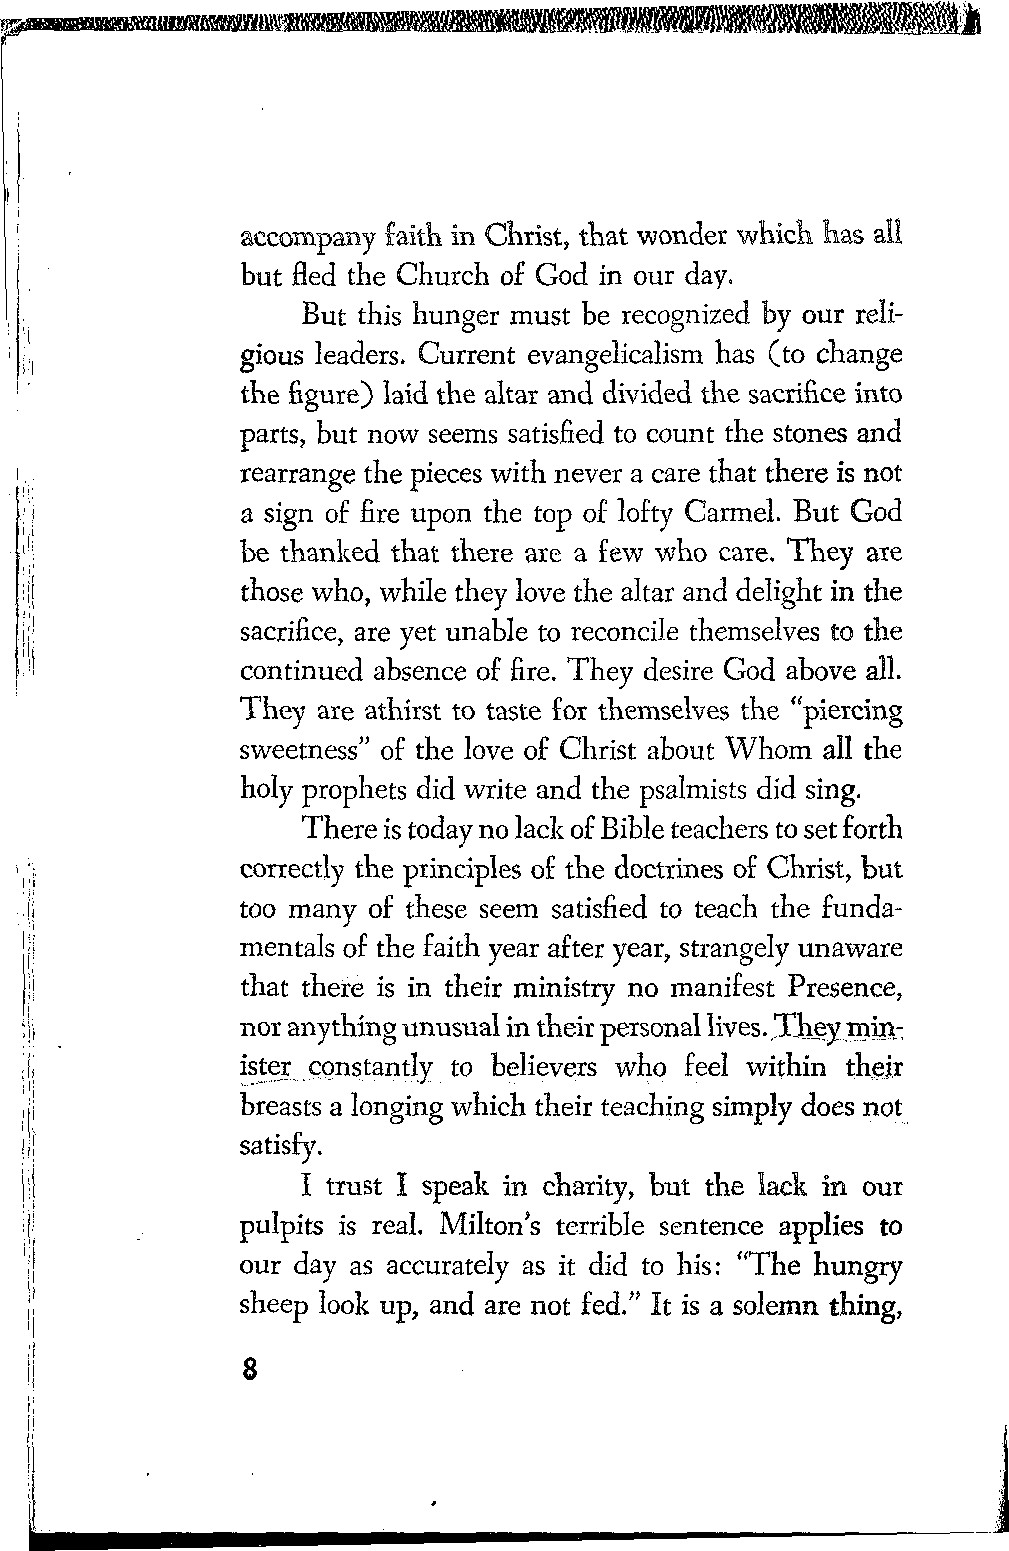 accompany faith in Christ, that wonder which has all
but fled the Church of God in our day.
But this hunger must be recognized by our reli-
gious leaders. Current evangelicalism has (to change
the figure) laid the altar and divided the sacrifice into
parts, but now seems satisfied to count the stones and
rearrange the pieces with never a care that there is not
a sign of fire upon the top of lofty Carmel. But God
be thanked that there are a few who care. They are
those who, while they love the altar and delight in the
sacrifice, are yet unable to reconcile themselves to the
continued absence of fire. They desire God above all.
They are athirst to taste for themselves the "piercing
sweetness" of the love of Christ about Whom all the
holy prophets did write and the psalmists did sing.
There is today no lack of Bible teachers to set forth
correctly the principles of the doctrines of Christ, but
too many of these seem satisfied to teach the funda-
mentals of the faith year after year, strangely unaware
that there is in their ministry no manifest Presence,
nor anything unusual in their personal lives. They min-
ister constantly to believers who feel within their
breasts a longing which their teaching simply does not
satisfy.
I trust I speak in charity, but the lack in our
pulpits is real. Milton's terrible sentence applies to
our day as accurately as it did to his: "The hungry
sheep look up, and are not fed." It is a solemn thing,
8